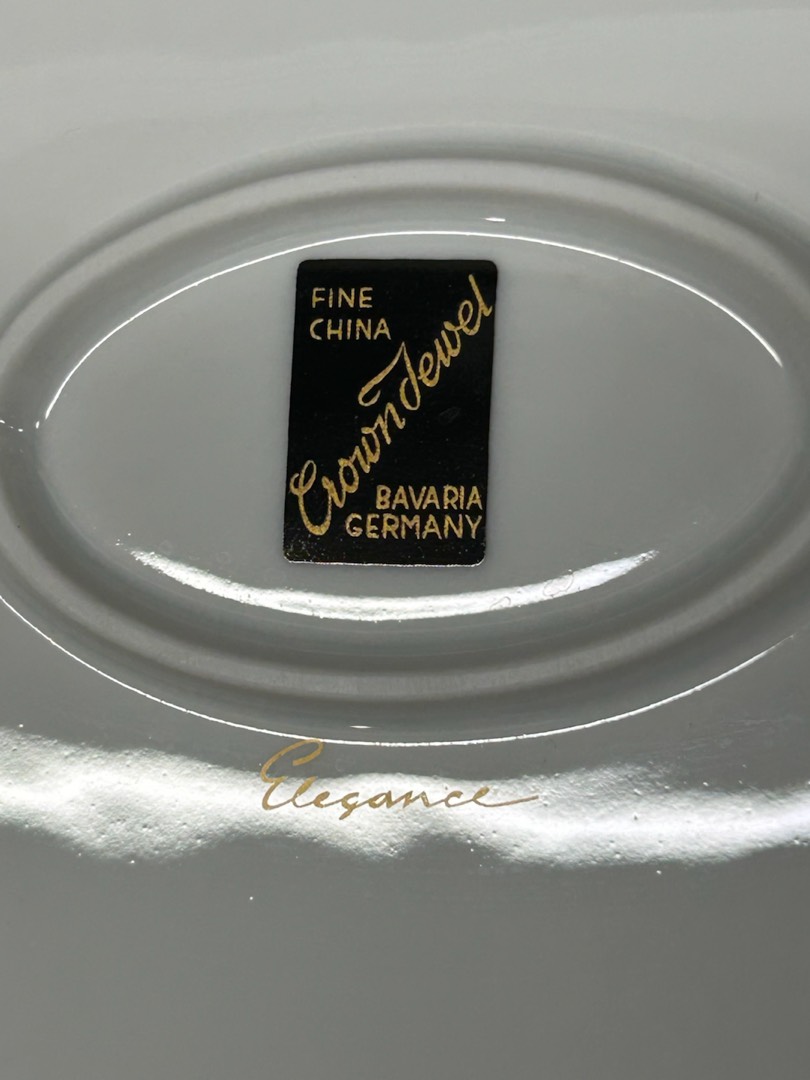 FINE
CHINA
Crown Jewel
BAVARIA
GERMANY
Elegance